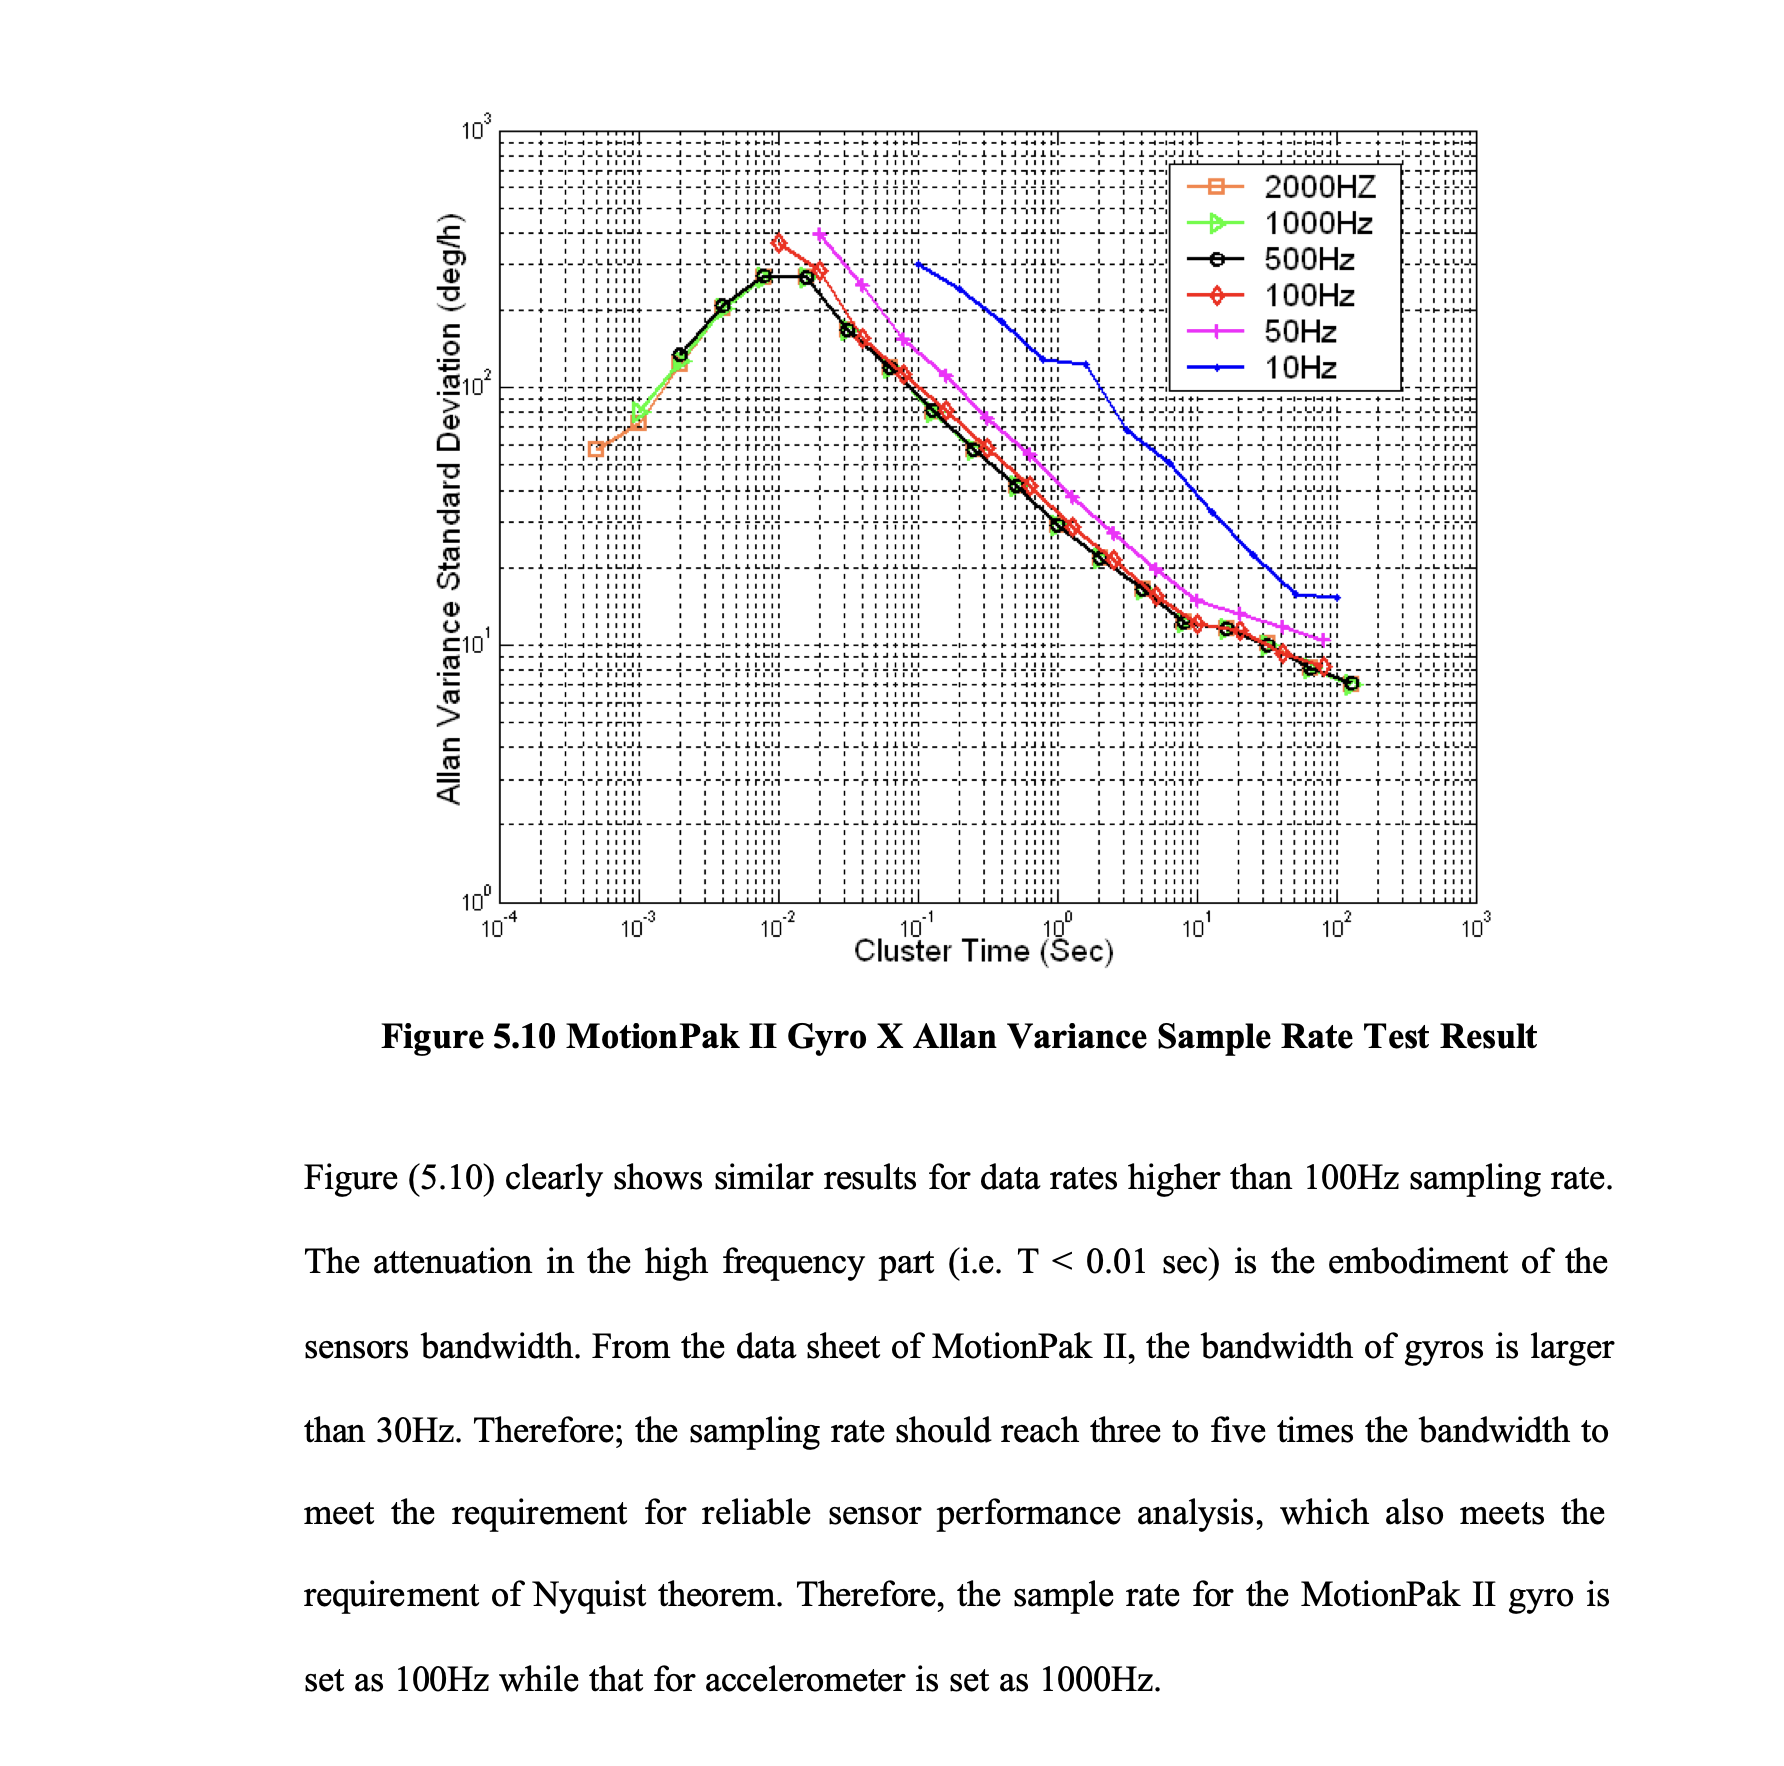 10^3
2000HZ
1000Hz
500Hz
100Hz
50Hz
10Hz
Allan Variance Standard Deviation (deg/h)
10^2
10^1
10^0
10^-4 10^-3 10^-2 10^-1 10^0 10^1 10^2 10^3
Cluster Time (Sec)
Figure 5.10 MotionPak II Gyro X Allan Variance Sample Rate Test Result
Figure (5.10) clearly shows similar results for data rates higher than 100Hz sampling rate.
The attenuation in the high frequency part (i.e. T < 0.01 sec) is the embodiment of the
sensors bandwidth. From the data sheet of MotionPak II, the bandwidth of gyros is larger
than 30Hz. Therefore; the sampling rate should reach three to five times the bandwidth to
meet the requirement for reliable sensor performance analysis, which also meets the
requirement of Nyquist theorem. Therefore, the sample rate for the MotionPak II gyro is
set as 100Hz while that for accelerometer is set as 1000Hz.